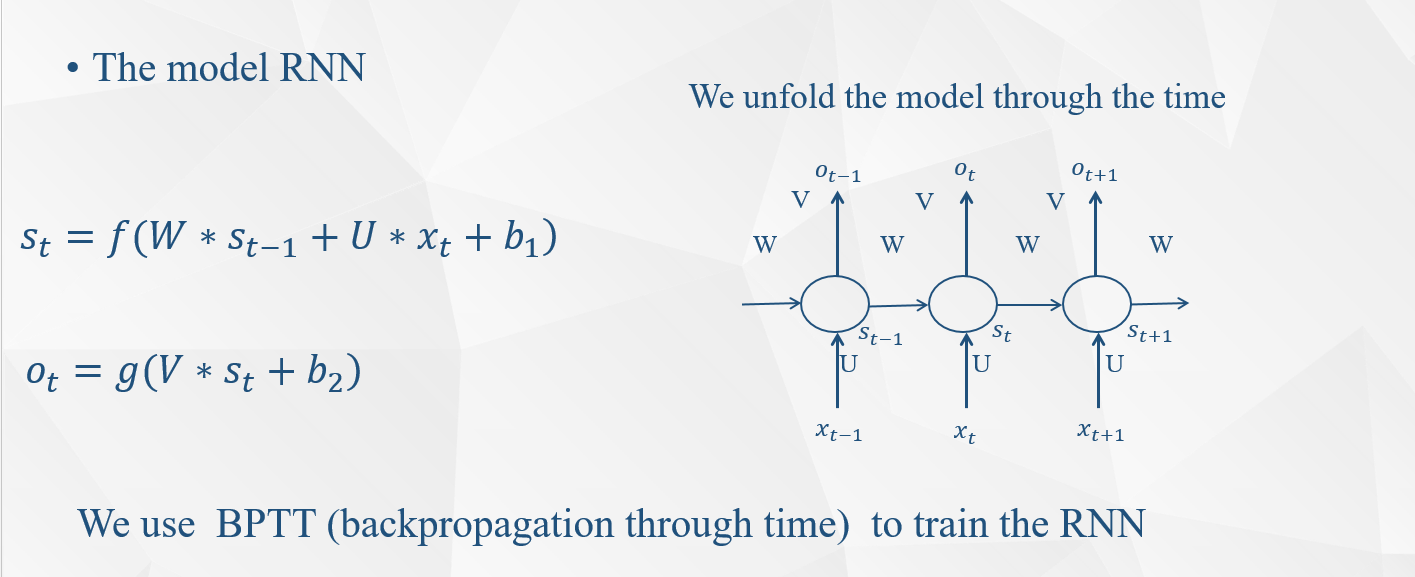 • The model RNN
We unfold the model through the time
s_t = f(W * s_{t−1} + U * x_t + b_1)
o_t = g(V * s_t + b_2)
o_{t−1} o_t o_{t+1}
V V V
W W W W
s_{t−1} s_t s_{t+1}
U U U
x_{t−1} x_t x_{t+1}
We use BPTT (backpropagation through time) to train the RNN